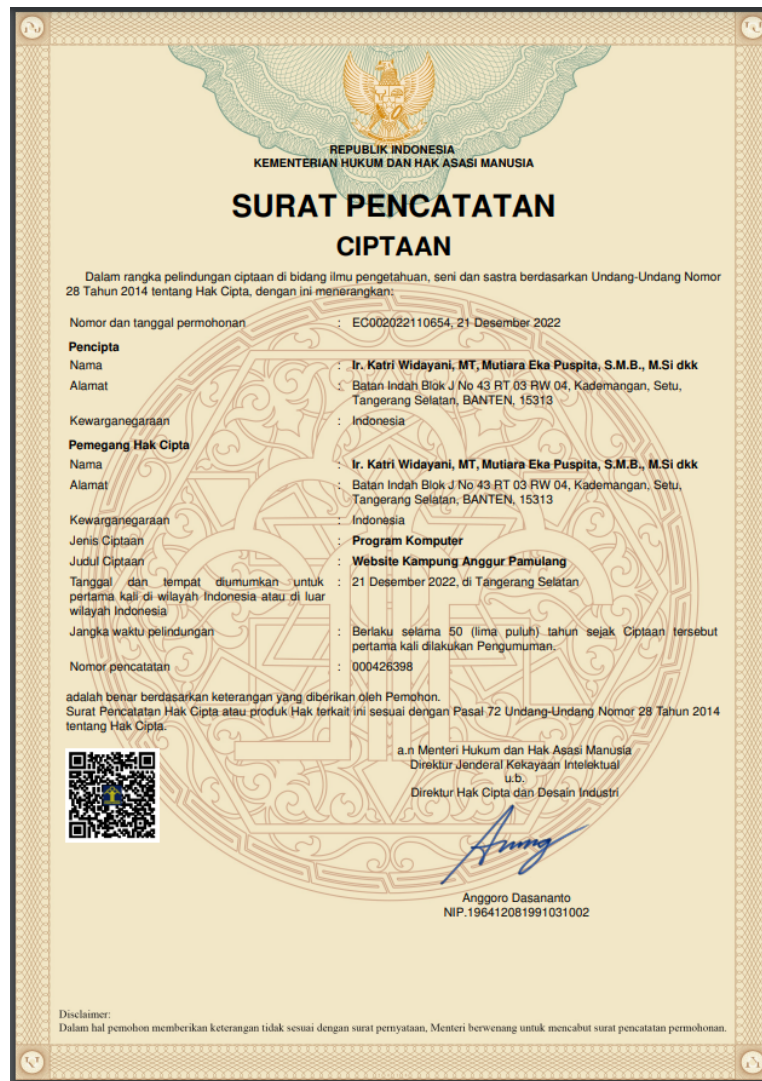 REPUBLIK INDONESIA
KEMENTERIAN HUKUM DAN HAK ASASI MANUSIA
SURAT PENCATATAN
CIPTAAN
Dalam rangka pelindungan ciptaan di bidang ilmu pengetahuan, seni dan sastra berdasarkan Undang-Undang Nomor
28 Tahun 2014 tentang Hak Cipta, dengan ini menerangkan:
Nomor dan tanggal permohonan : EC002022110654, 21 Desember 2022
Pencipta
Nama : Ir. Katri Widayani, MT, Mutiara Eka Puspita, S.M.B., M.Si dkk
Alamat : Batan Indah Blok J No 43 RT 03 RW 04, Kademangan, Setu,
Tangerang Selatan, BANTEN, 15313
Kewarganegaraan : Indonesia
Pemegang Hak Cipta
Nama : Ir. Katri Widayani, MT, Mutiara Eka Puspita, S.M.B., M.Si dkk
Alamat : Batan Indah Blok J No 43 RT 03 RW 04, Kademangan, Setu,
Tangerang Selatan, BANTEN, 15313
Kewarganegaraan : Indonesia
Jenis Ciptaan : Program Komputer
Judul Ciptaan : Website Kampung Anggur Pamulang
Tanggal dan tempat diumumkan untuk : 21 Desember 2022, di Tangerang Selatan
pertama kali di wilayah Indonesia atau di luar
wilayah Indonesia
Jangka waktu pelindungan : Berlaku selama 50 (lima puluh) tahun sejak Ciptaan tersebut
pertama kali dilakukan Pengumuman.
Nomor pencatatan : 000426398
adalah benar berdasarkan keterangan yang diberikan oleh Pemohon.
Surat Pencatatan Hak Cipta atau produk Hak terkait ini sesuai dengan Pasal 72 Undang-Undang Nomor 28 Tahun 2014
tentang Hak Cipta.
a.n Menteri Hukum dan Hak Asasi Manusia
Direktur Jenderal Kekayaan Intelektual
u.b.
Direktur Hak Cipta dan Desain Industri
Anggoro Dasananto
NIP.196412081991031002
Disclaimer:
Dalam hal pemohon memberikan keterangan tidak sesuai dengan surat pernyataan, Menteri berwenang untuk mencabut surat pencatatan permohonan.